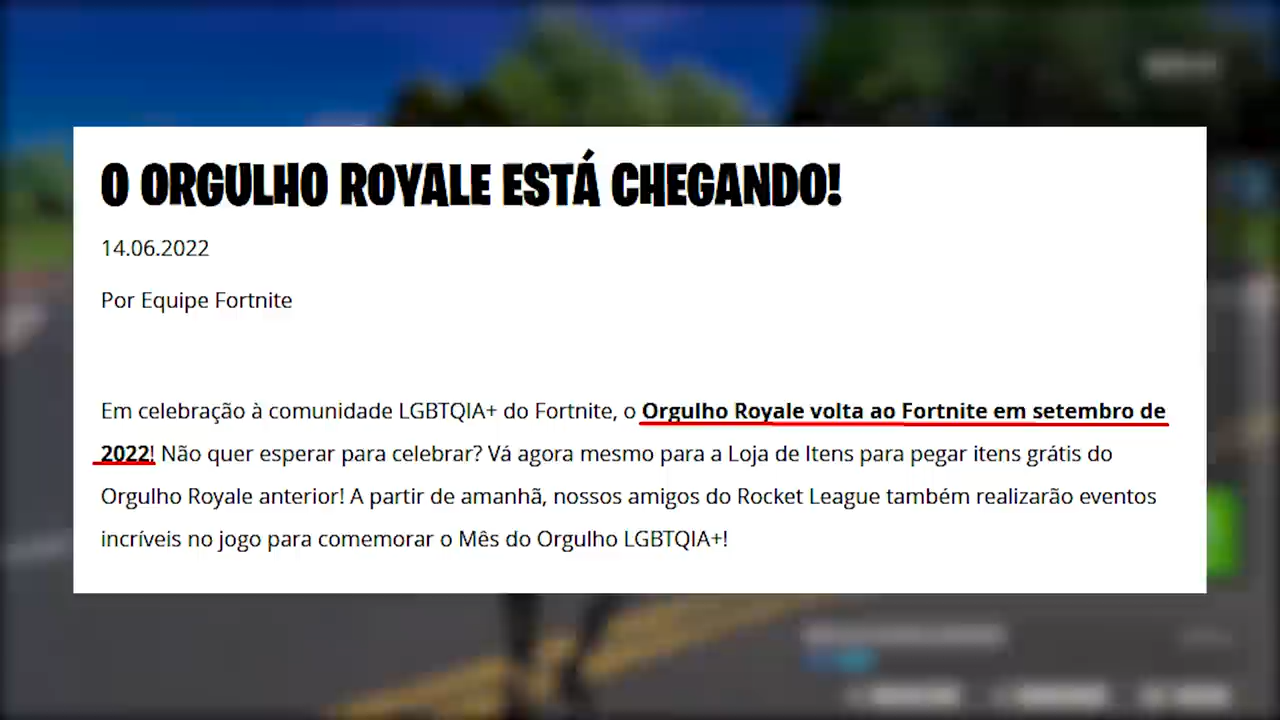 O ORGULHO ROYALE ESTÁ CHEGANDO!
14.06.2022
Por Equipe Fortnite
Em celebração à comunidade LGBTQIA+ do Fortnite, o Orgulho Royale volta ao Fortnite em setembro de
2022! Não quer esperar para celebrar? Vá agora mesmo para a Loja de Itens para pegar itens grátis do
Orgulho Royale anterior! A partir de amanhã, nossos amigos do Rocket League também realizarão eventos
incríveis no jogo para comemorar o Mês do Orgulho LGBTQIA+!